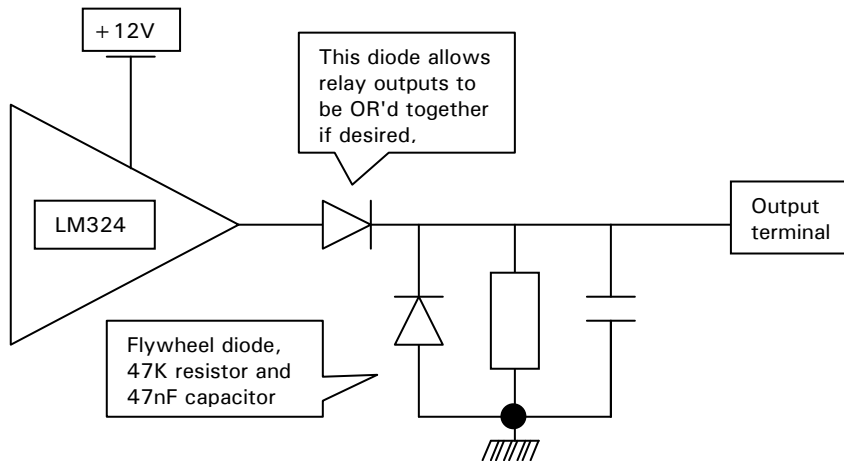 +12V
This diode allows
relay outputs to
be OR'd together
if desired,
LM324
Output
terminal
Flywheel diode,
47K resistor and
47nF capacitor